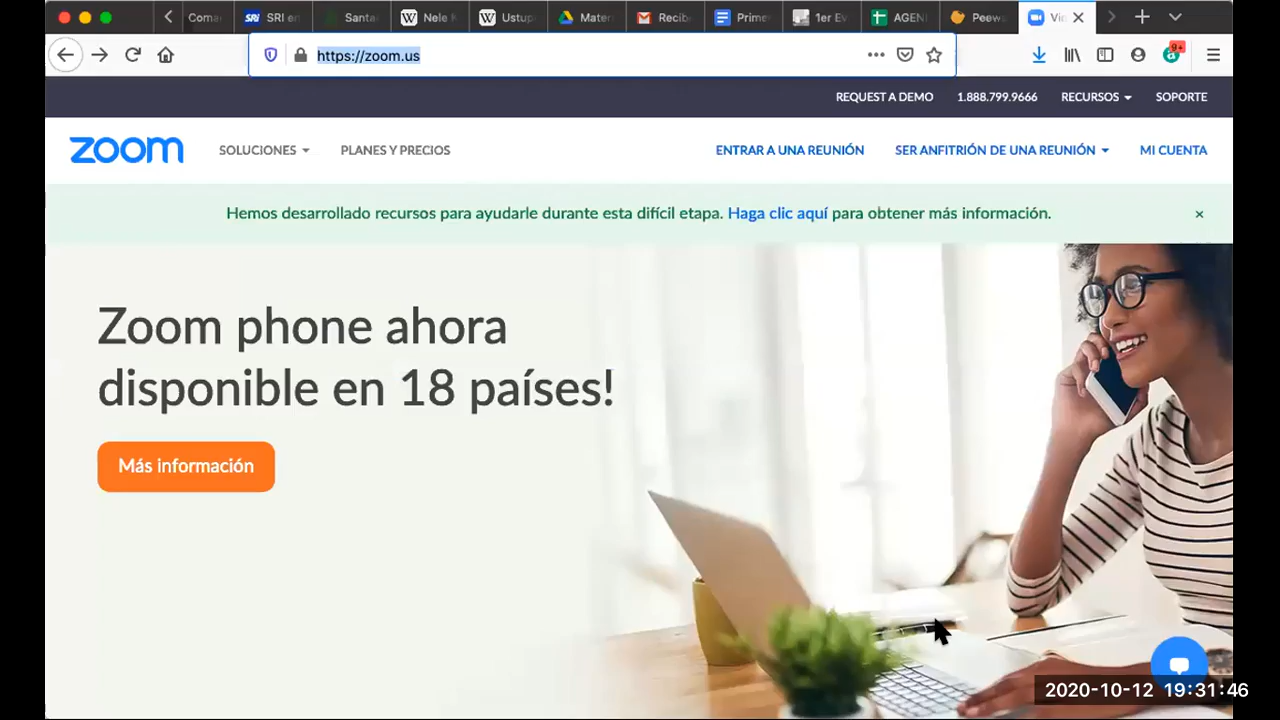 Coma
SRI en
Santa
Nele
Ustup
Mater
Recib
Prime
1er Ev
AGEN
Peew
https://zoom.us
9+
REQUEST A DEMO 1.888.799.9666 RECURSOS SOPORTE
zoom SOLUCIONES PLANES Y PRECIOS ENTRAR A UNA REUNIÓN SER ANFITRIÓN DE UNA REUNIÓN MI CUENTA
Hemos desarrollado recursos para ayudarle durante esta difícil etapa. Haga clic aquí para obtener más información.
Zoom phone ahora
disponible en 18 países!
Más información
2020-10-12 19:31:46